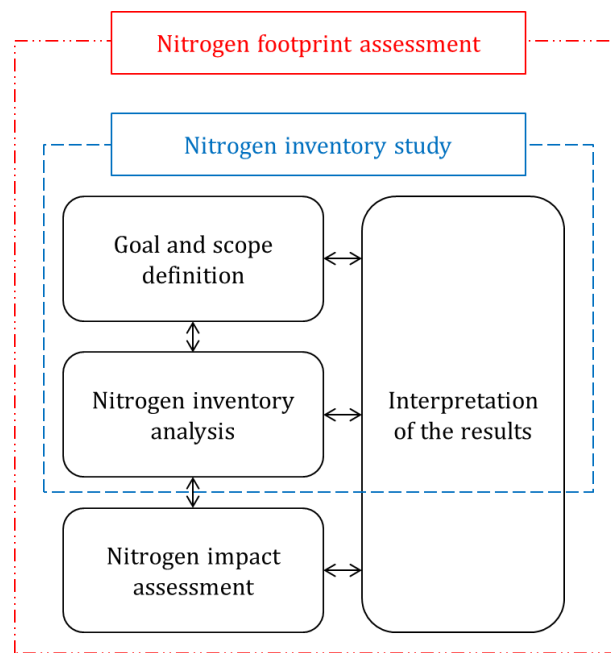 Nitrogen footprint assessment
Nitrogen inventory study
Goal and scope
definition
Nitrogen inventory
analysis
Interpretation
of the results
Nitrogen impact
assessment